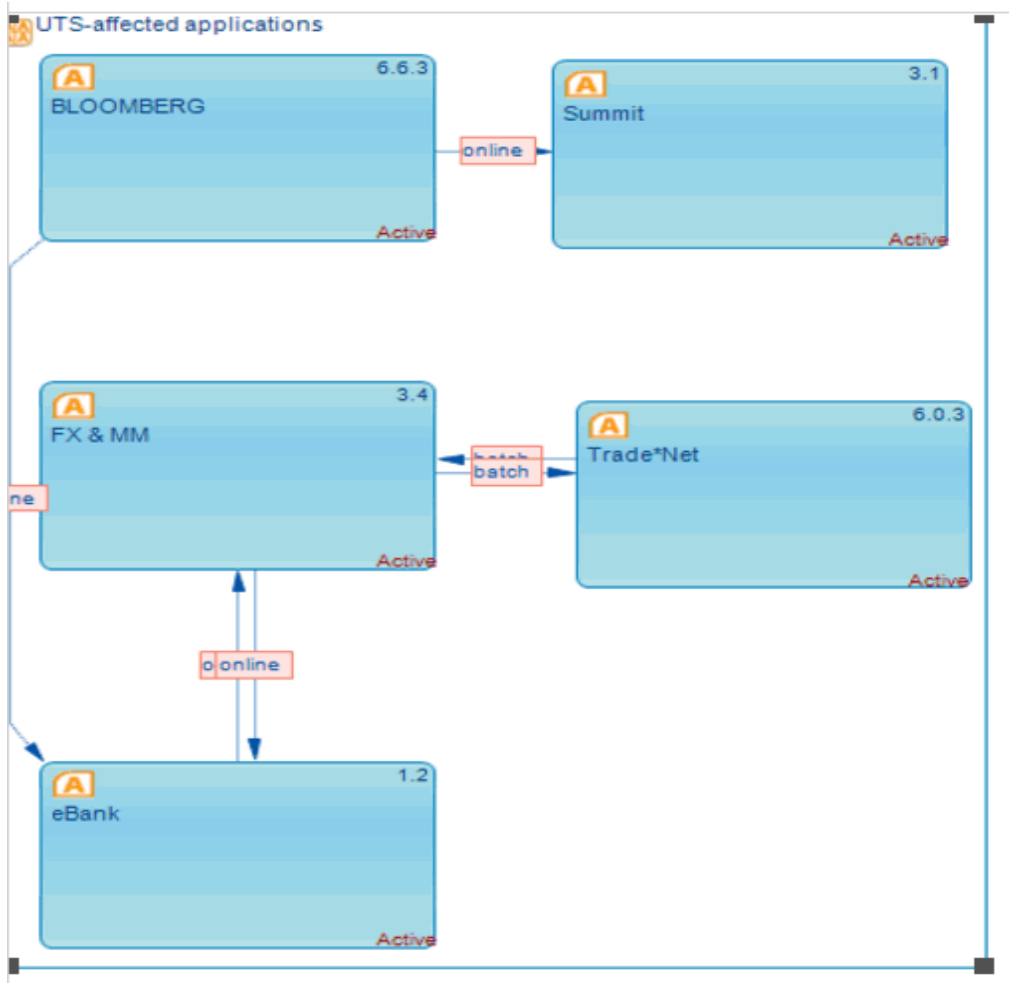 UTS-affected applications
A
6.6.3
BLOOMBERG
Active
online
A
3.1
Summit
Active
A
3.4
FX & MM
Active
batch
batch
A
6.0.3
Trade*Net
Active
ne
o
online
A
1.2
eBank
Active